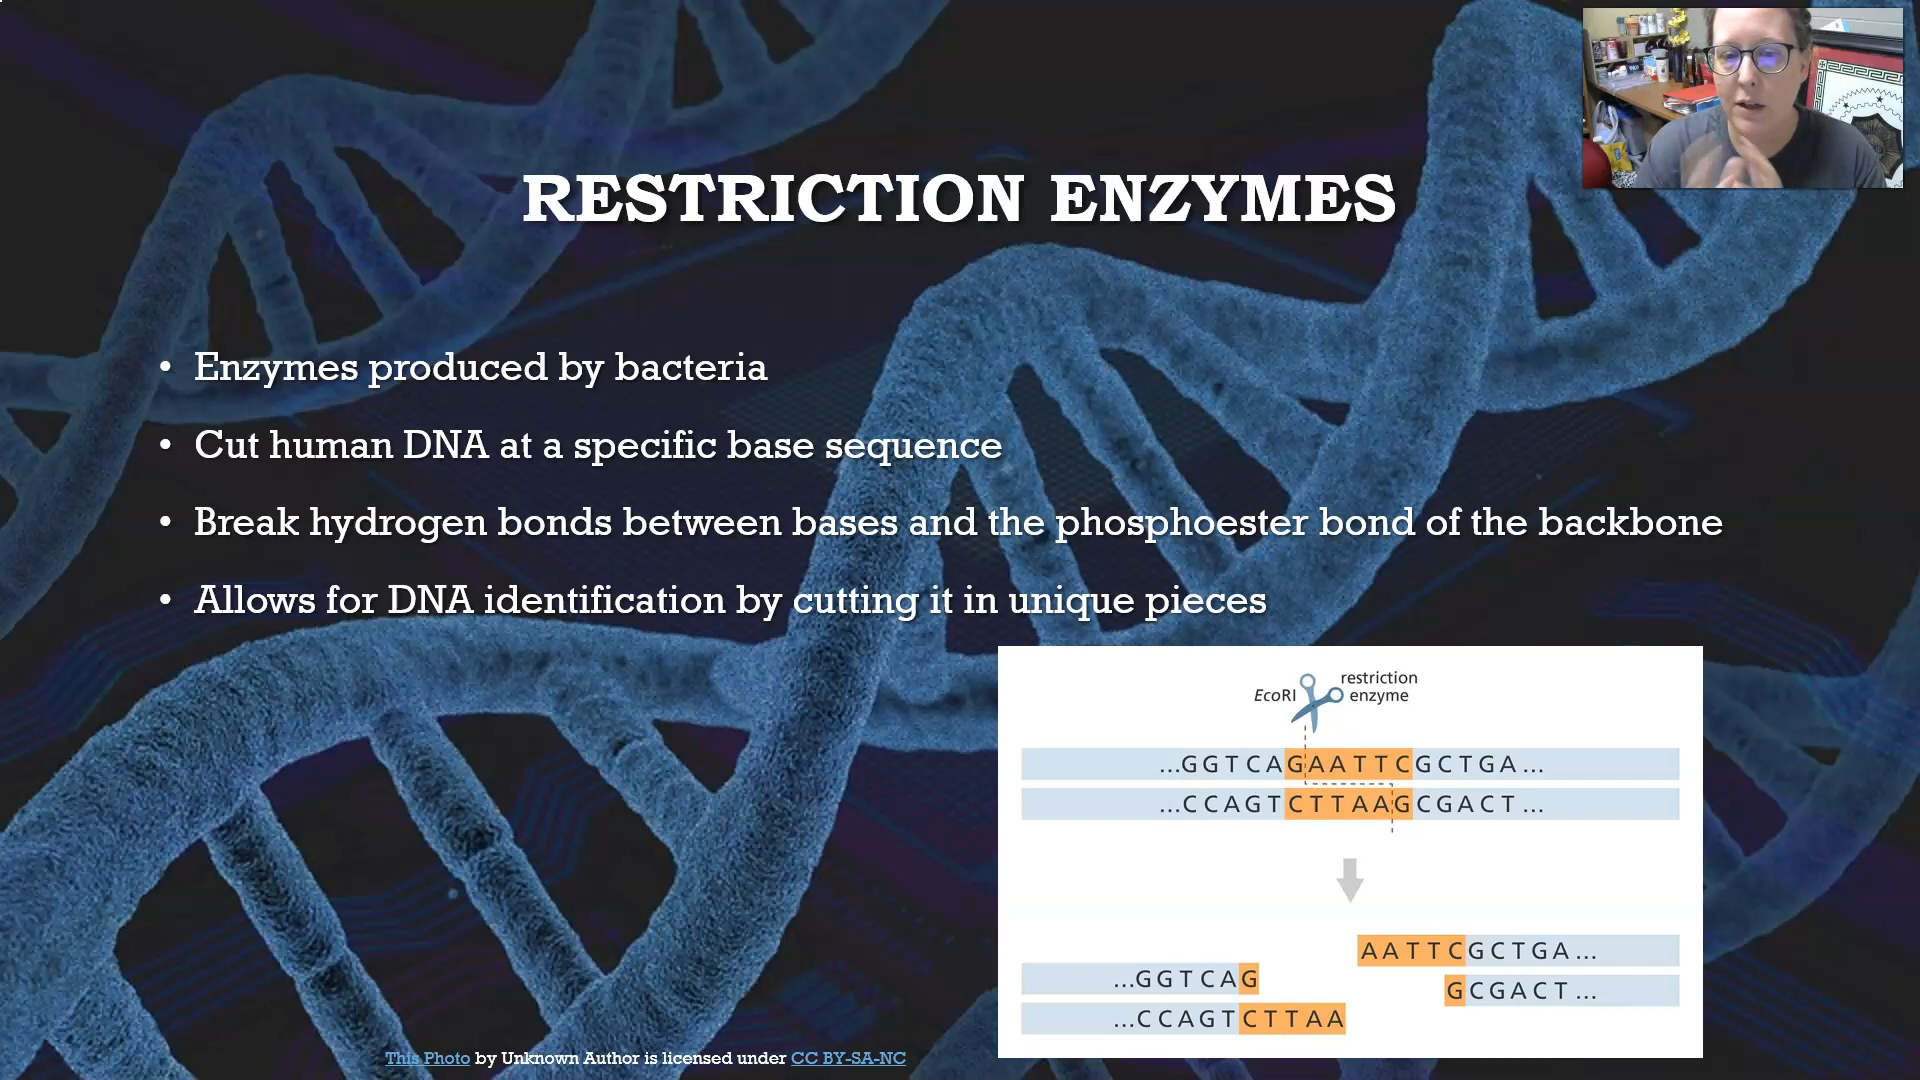 RESTRICTION ENZYMES
• Enzymes produced by bacteria
• Cut human DNA at a specific base sequence
• Break hydrogen bonds between bases and the phosphoester bond of the backbone
• Allows for DNA identification by cutting it in unique pieces
EcoRI
restriction
enzyme
...GGTCAGAATTCGCTGA...
...CCAGTCTTAAGCGACT...
AATTCGCTGA...
GCGACT...
...GGTCAG
...CCAGTCTTAA
This Photo by Unknown Author is licensed under CC BY-SA-NC